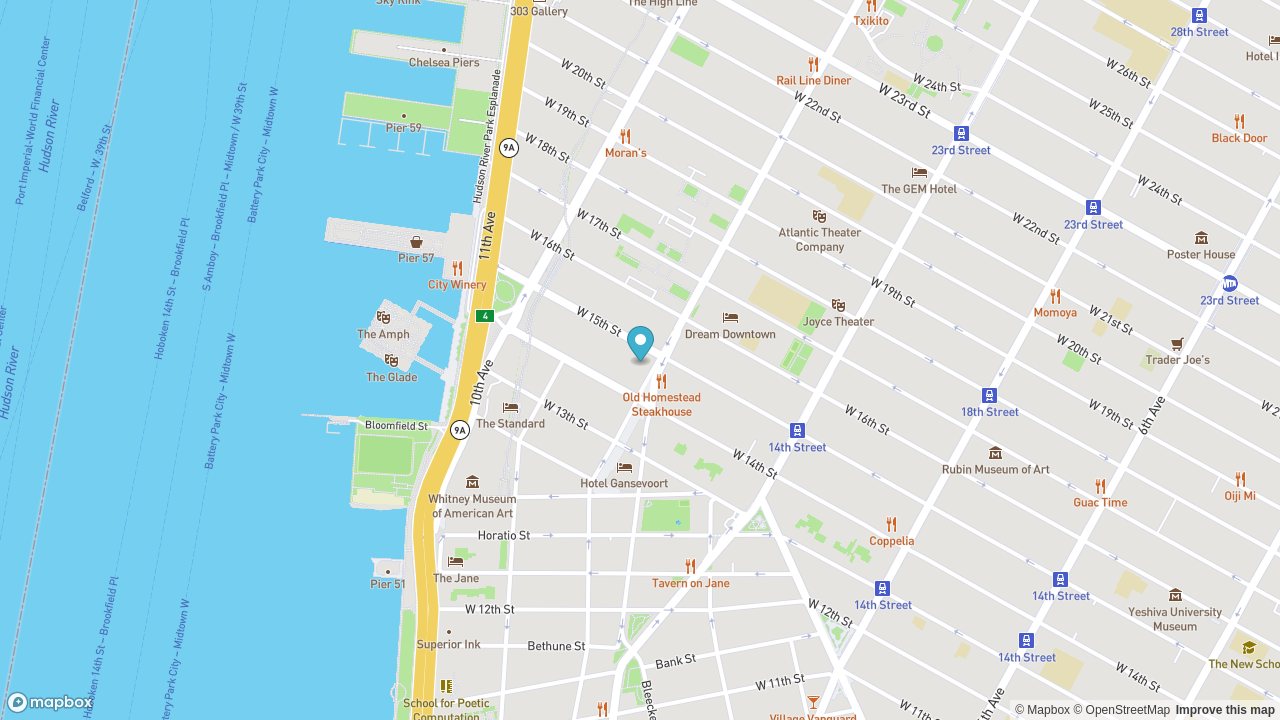 Sky Rink
303 Gallery
The High Line
Txikito
28th Street
Hotel I
Chelsea Piers
W 20th St
Rail Line Diner
W 24th St
W 26th St
W 23rd St
W 22nd St
W 25th St
Port Imperial-World Financial Center
Hudson River
Belford – W. 39th St
S Amboy – Brookfield Pl – Midtown / W 39th St
Battery Park City – Midtown W
Hudson River Park Esplanade
Pier 59
W 19th St
W 18th St
9A
Moran's
23rd Street
Black Door
The GEM Hotel
W 24th St
11th Ave
W 17th St
W 16th St
Atlantic Theater
Company
23rd Street
W 22nd St
Poster House
Pier 57
City Winery
Hoboken 14th St – Brookfield Pl
W 19th St
23rd Street
4
W 15th St
Dream Downtown
Joyce Theater
Momoya
W 21st St
The Amph
W 20th St
Trader Joe's
The Glade
10th Ave
Hudson River
Center
Battery Park City – Midtown W
Old Homestead
Steakhouse
18th Street
W 19th St
6th Ave
W 2
The Standard
W 13th St
W 16th St
Bloomfield St
9A
14th Street
W 14th St
Rubin Museum of Art
Hotel Gansevoort
Whitney Museum
of American Art
Guac Time
Oiji Mi
Horatio St
Coppelia
The Jane
Pier 51
Tavern on Jane
14th Street
14th Street
W 12th St
W 12th St
Yeshiva University
Museum
Superior Ink
Bethune St
14th Street
Bank St
The New Scho
W 14th St
Hoboken 14th St – Brookfield Pl
Battery Park City – Midtown W
School for Poetic
Computation
W 11th St
Bleecke
Village Vanguard
W 11th
th Ave
mapbox
© Mapbox © OpenStreetMap Improve this map